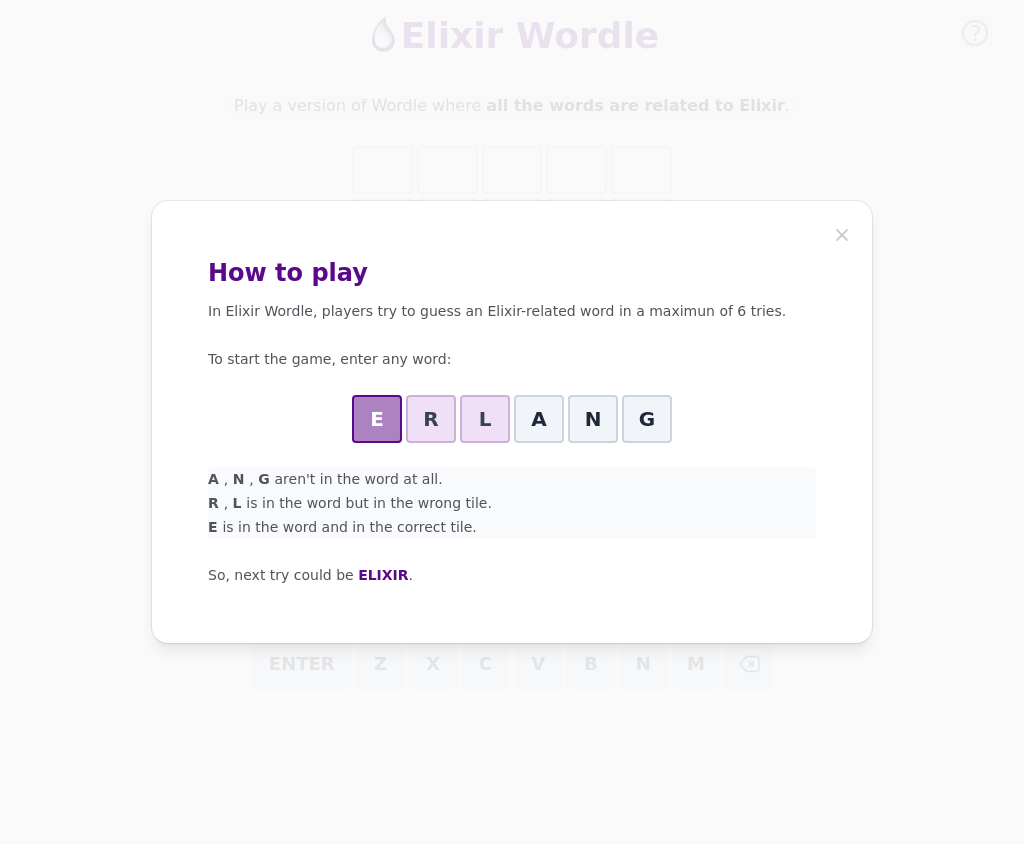 Elixir Wordle
?
Play a version of Wordle where all the words are related to Elixir.
How to play
In Elixir Wordle, players try to guess an Elixir-related word in a maximun of 6 tries.
To start the game, enter any word:
E R L A N G
A , N , G aren't in the word at all.
R , L is in the word but in the wrong tile.
E is in the word and in the correct tile.
So, next try could be ELIXIR.
ENTER Z X C V B N M